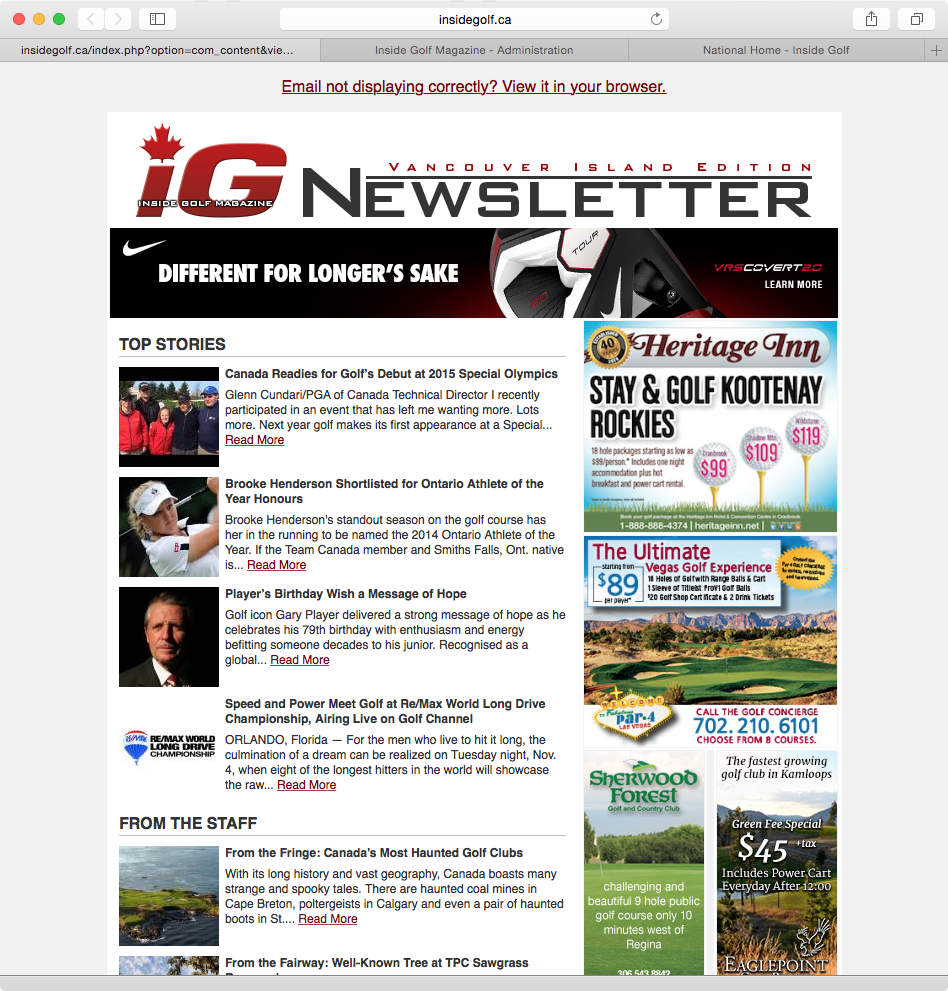 insidegolf.ca
insidegolf.ca/index.php?option=com_content&vie...
Inside Golf Magazine - Administration
National Home - Inside Golf
Email not displaying correctly? View it in your browser.
iG
INSIDE GOLF MAGAZINE
VANCOUVER ISLAND EDITION
NEWSLETTER
DIFFERENT FOR LONGER'S SAKE
TOUR
2.0
VRSCOVERT2.0
LEARN MORE
TOP STORIES
Canada Readies for Golf's Debut at 2015 Special Olympics
Glenn Cundari/PGA of Canada Technical Director I recently
participated in an event that has left me wanting more. Lots
more. Next year golf makes its first appearance at a Special...
Read More
Brooke Henderson Shortlisted for Ontario Athlete of the
Year Honours
Brooke Henderson's standout season on the golf course has
her in the running to be named the 2014 Ontario Athlete of the
Year. If the Team Canada member and Smiths Falls, Ont. native
is... Read More
Player's Birthday Wish a Message of Hope
Golf icon Gary Player delivered a strong message of hope as he
celebrates his 79th birthday with enthusiasm and energy
befitting someone decades to his junior. Recognised as a
global... Read More
Speed and Power Meet Golf at Re/Max World Long Drive
Championship, Airing Live on Golf Channel
RE/MAX WORLD
LONG DRIVE
CHAMPIONSHIP
ORLANDO, Florida — For the men who live to hit it long, the
culmination of a dream can be realized on Tuesday night, Nov.
4, when eight of the longest hitters in the world will showcase
the raw... Read More
FROM THE STAFF
From the Fringe: Canada's Most Haunted Golf Clubs
With its long history and vast geography, Canada boasts many
strange and spooky tales. There are haunted coal mines in
Cape Breton, poltergeists in Calgary and even a pair of haunted
boots in St.... Read More
From the Fairway: Well-Known Tree at TPC Sawgrass
40
YEARS
Heritage Inn
STAY & GOLF KOOTENAY
ROCKIES
18 hole packages starting as low as
$99/person.* Includes one night
accommodation plus hot
breakfast and power cart rental.
Cranbrook
$99
Shadow Mtn.
$109
Wildstone
$119
Book your golf package at the Heritage Inn Hotel & Convention Centre in Cranbrook
1-888-888-4374 | heritageinn.net |
The Ultimate
Vegas Golf Experience
starting from
$89
per player*
18 Holes of Golf with Range Balls & Cart
1 Sleeve of Titleist ProV1 Golf Balls
$20 Golf Shop Certificate & 2 Drink Tickets
WELCOME
To Fabulous
PAR-4
LAS VEGAS
CALL THE GOLF CONCIERGE
702. 210. 6101
CHOOSE FROM 8 COURSES.
SHERWOOD
FOREST
Golf and Country Club
challenging and
beautiful 9 hole public
golf course only 10
minutes west of
Regina
306.543.8842
The fastest growing
golf club in Kamloops
Green Fee Special
$45 +tax
Includes Power Cart
Everyday After 12:00
EAGLEPOINT